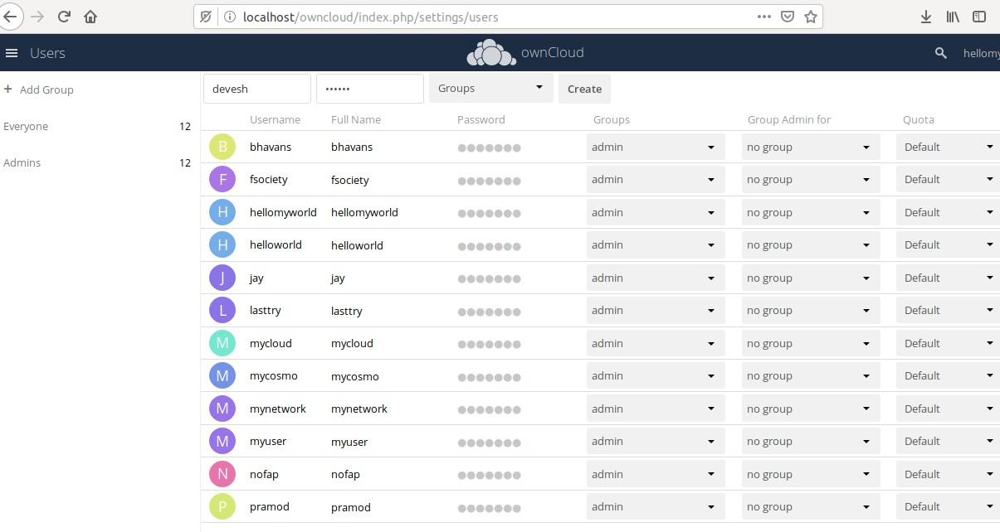 localhost/owncloud/index.php/settings/users
Users ownCloud hellomy
+ Add Group
devesh •••••• Groups Create
Everyone 12
Admins 12
Username Full Name Password Groups Group Admin for Quota
B bhavans bhavans ●●●●●●● admin no group Default
F fsociety fsociety ●●●●●●● admin no group Default
H hellomyworld hellomyworld ●●●●●●● admin no group Default
H helloworld helloworld ●●●●●●● admin no group Default
J jay jay ●●●●●●● admin no group Default
L lasttry lasttry ●●●●●●● admin no group Default
M mycloud mycloud ●●●●●●● admin no group Default
M mycosmo mycosmo ●●●●●●● admin no group Default
M mynetwork mynetwork ●●●●●●● admin no group Default
M myuser myuser ●●●●●●● admin no group Default
N nofap nofap ●●●●●●● admin no group Default
P pramod pramod ●●●●●●● admin no group Default